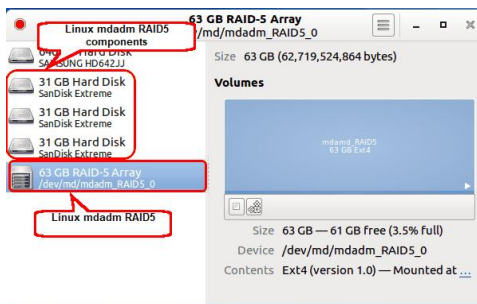 63 GB RAID-5 Array
/md/mdadm_RAID5_0
Linux mdadm RAID5
components
Hard Disk
SAMSUNG HD642JJ
31 GB Hard Disk
SanDisk Extreme
31 GB Hard Disk
SanDisk Extreme
31 GB Hard Disk
SanDisk Extreme
63 GB RAID-5 Array
/dev/md/mdadm_RAID5_0
Linux mdadm RAID5
Size 63 GB (62,719,524,864 bytes)
Volumes
mdamd_RAID5
63 GB Ext4
Size 63 GB — 61 GB free (3.5% full)
Device /dev/md/mdadm_RAID5_0
Contents Ext4 (version 1.0) — Mounted at ...